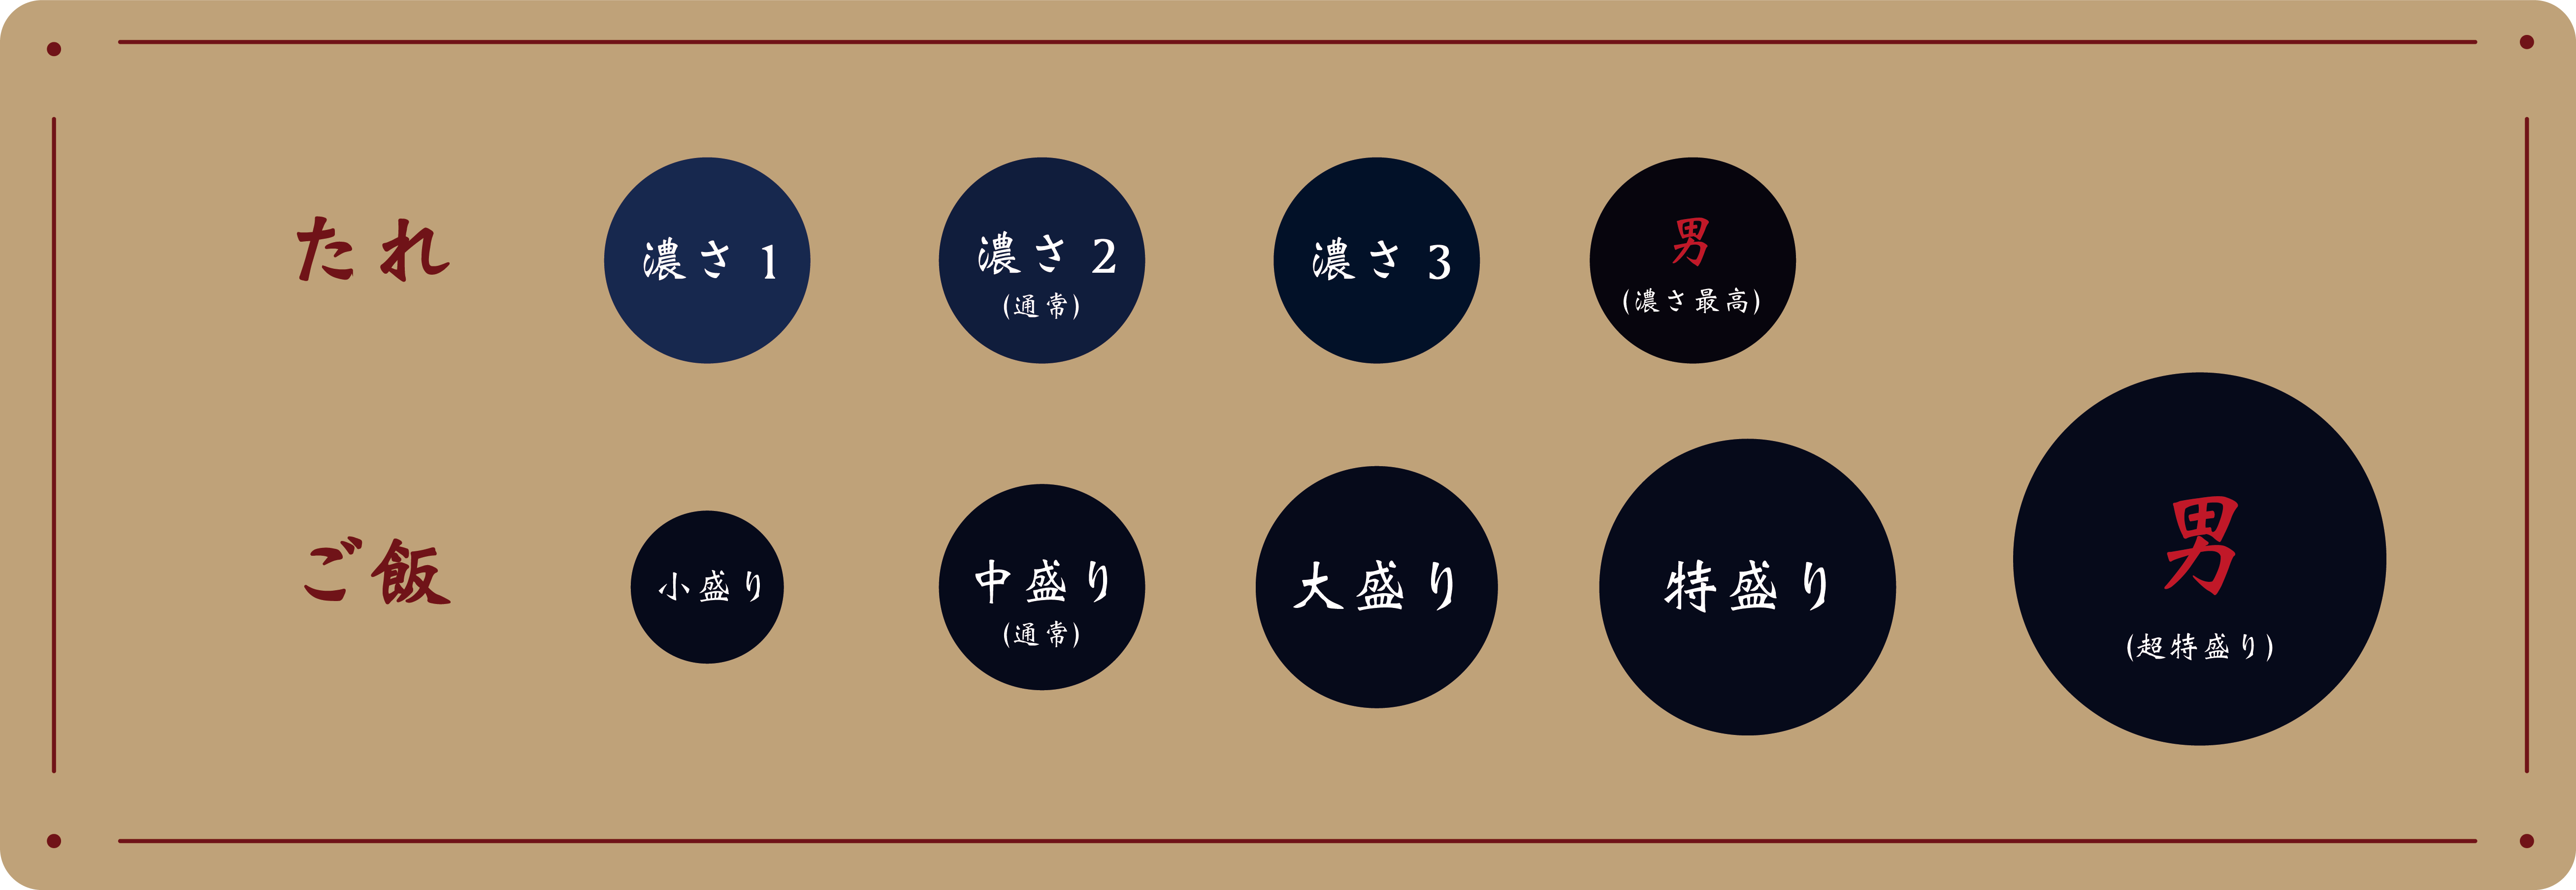 たれ
濃さ 1
濃さ 2
(通常)
濃さ 3
男
(濃さ最高)
ご飯
小盛り
中盛り
(通常)
大盛り
特盛り
男
(超特盛り)